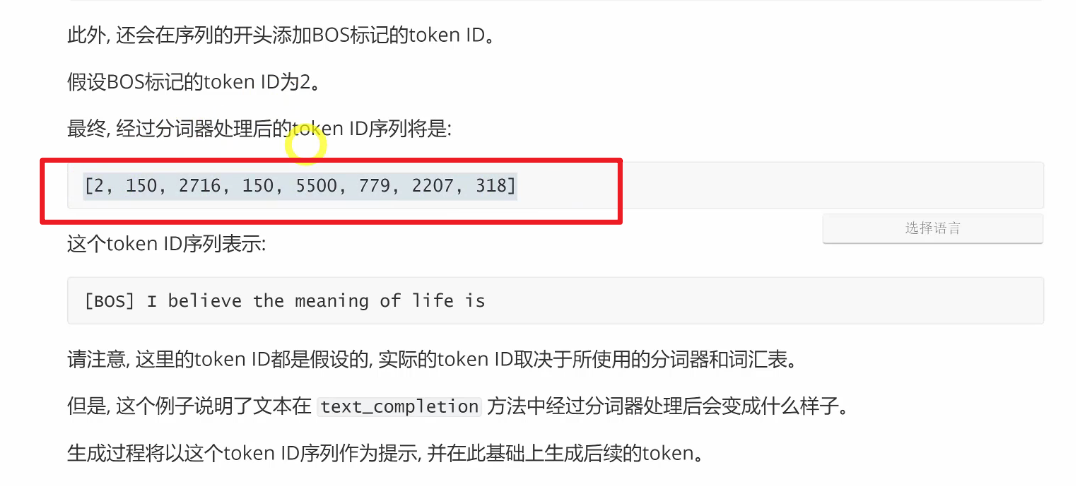 此外, 还会在序列的开头添加BOS标记的token ID。
假设BOS标记的token ID为2。
最终, 经过分词器处理后的token ID序列将是:
[2, 150, 2716, 150, 5500, 779, 2207, 318]
选择语言
这个token ID序列表示:
[BOS] I believe the meaning of life is
请注意, 这里的token ID都是假设的, 实际的token ID取决于所使用的分词器和词汇表。
但是, 这个例子说明了文本在 text_completion 方法中经过分词器处理后会变成什么样子。
生成过程将以这个token ID序列作为提示, 并在此基础上生成后续的token。